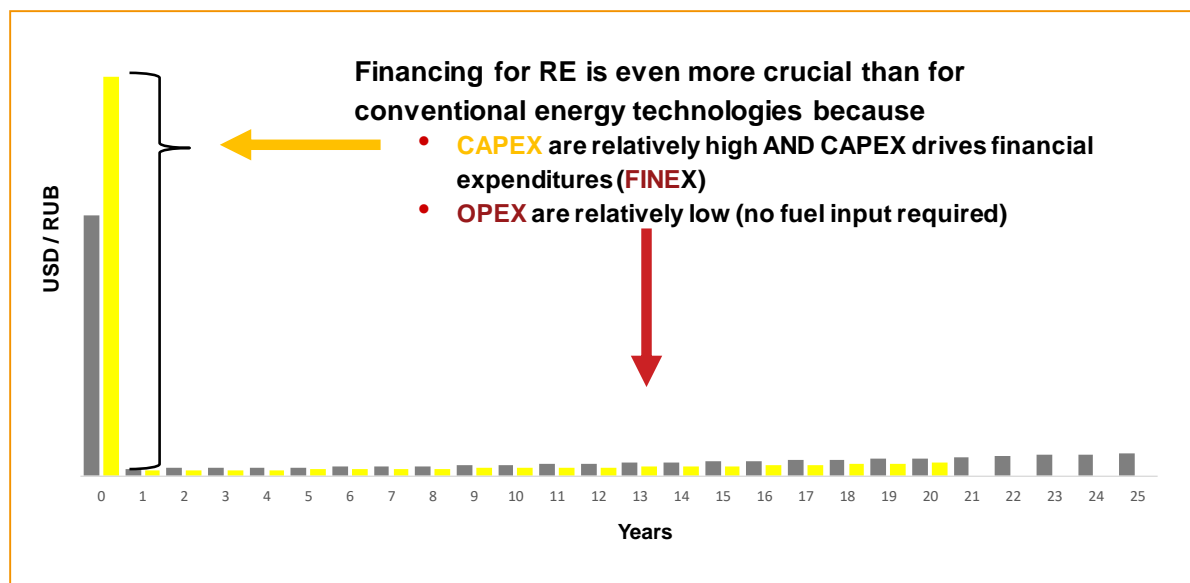 Financing for RE is even more crucial than for
conventional energy technologies because
• CAPEX are relatively high AND CAPEX drives financial
expenditures (FINEX)
• OPEX are relatively low (no fuel input required)
USD / RUB
0 1 2 3 4 5 6 7 8 9 10 11 12 13 14 15 16 17 18 19 20 21 22 23 24 25
Years